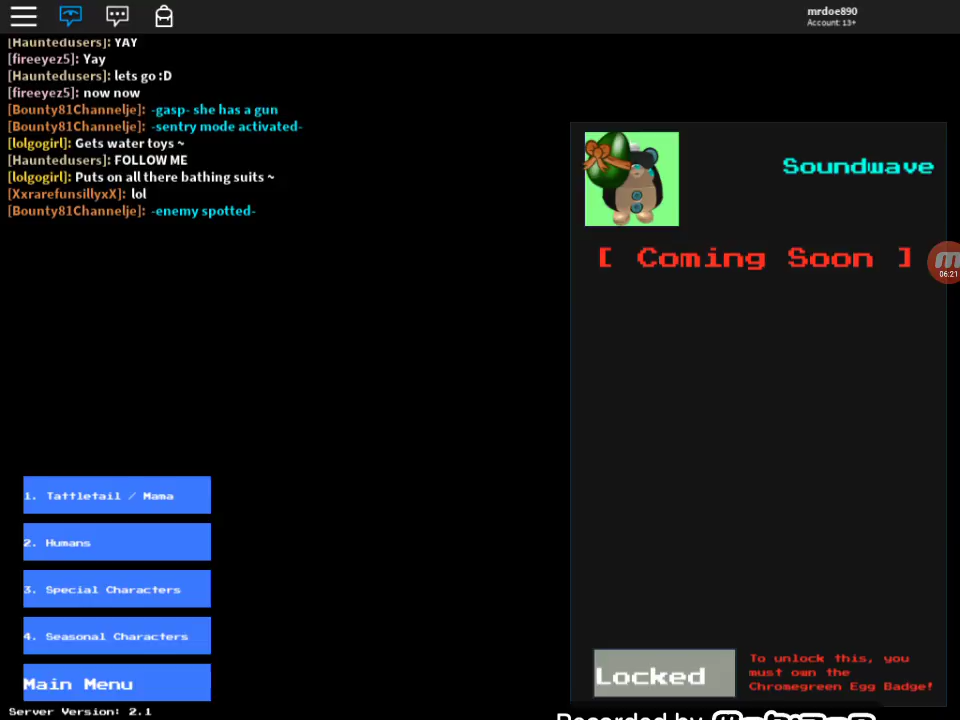 mrdoe890
Account: 13+
[Hauntedusers]: YAY
[fireeyez5]: Yay
[Hauntedusers]: lets go :D
[fireeyez5]: now now
[Bounty81Channelje]: -gasp- she has a gun
[Bounty81Channelje]: -sentry mode activated-
[lolgogirl]: Gets water toys ~
[Hauntedusers]: FOLLOW ME
[lolgogirl]: Puts on all there bathing suits ~
[XxrarefunsillyxX]: lol
[Bounty81Channelje]: -enemy spotted-
Soundwave
[ Coming Soon ]
06:21
1. Tattletail / Mama
2. Humans
3. Special Characters
4. Seasonal Characters
Main Menu
Server Version: 2.1
Locked
To unlock this, you
must own the
Chromegreen Egg Badge!
Recorded by